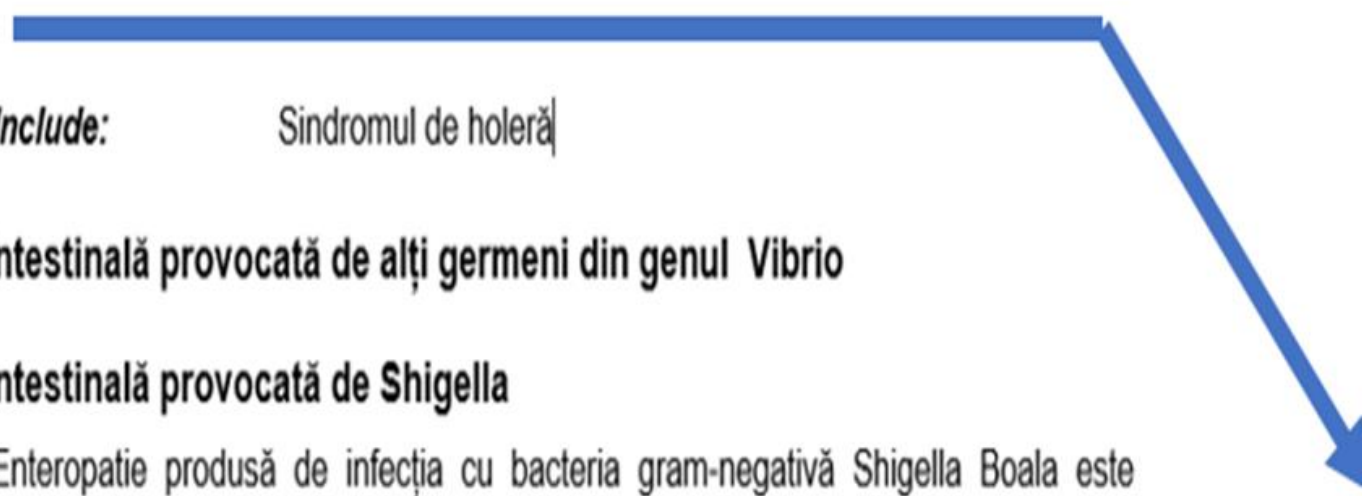 Include: Sindromul de holeră
ntestinală provocată de alți germeni din genul Vibrio
ntestinală provocată de Shigella
Enteropatie produsă de infecția cu bacteria gram-negativă Shigella Boala este